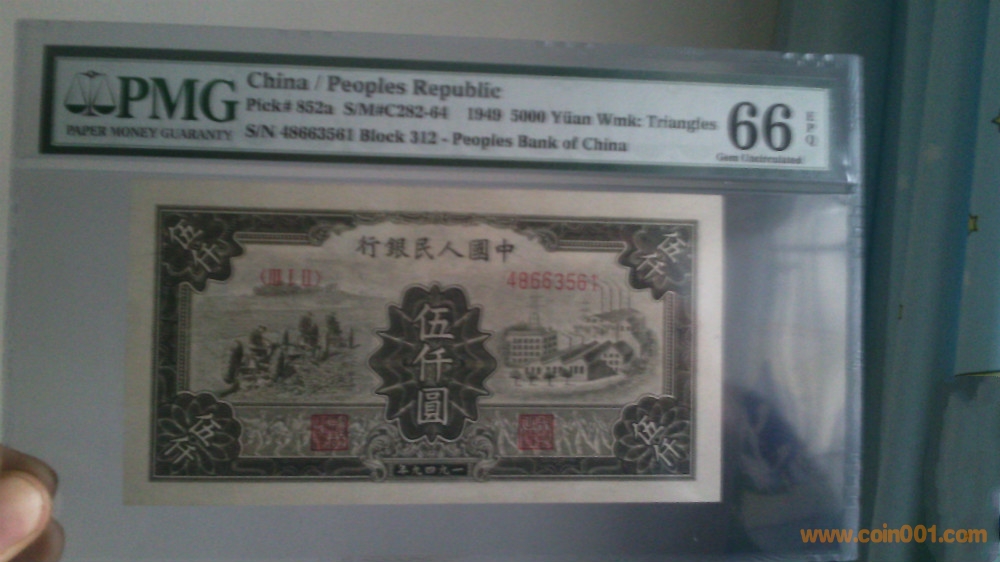 PMG
PAPER MONEY GUARANTY
China / Peoples Republic
Pick# 852a S/M#C282-64 1949 5000 Yüan Wmk: Triangles
S/N 48663561 Block 312 - Peoples Bank of China
66
EPQ
Gem Uncirculated
行銀民人國中
48663561
伍仟
伍仟
伍仟圓
伍仟
伍仟
年九四九一
www.coin001.com